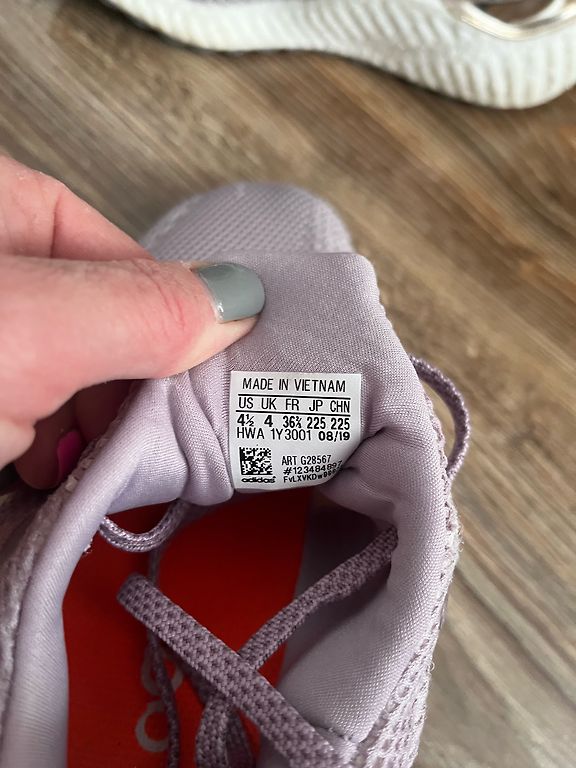 MADE IN VIETNAM
US UK FR JP CHN
4½ 4 36⅔ 225 225
HWA 1Y3001 08/19
ART G28567
adidas